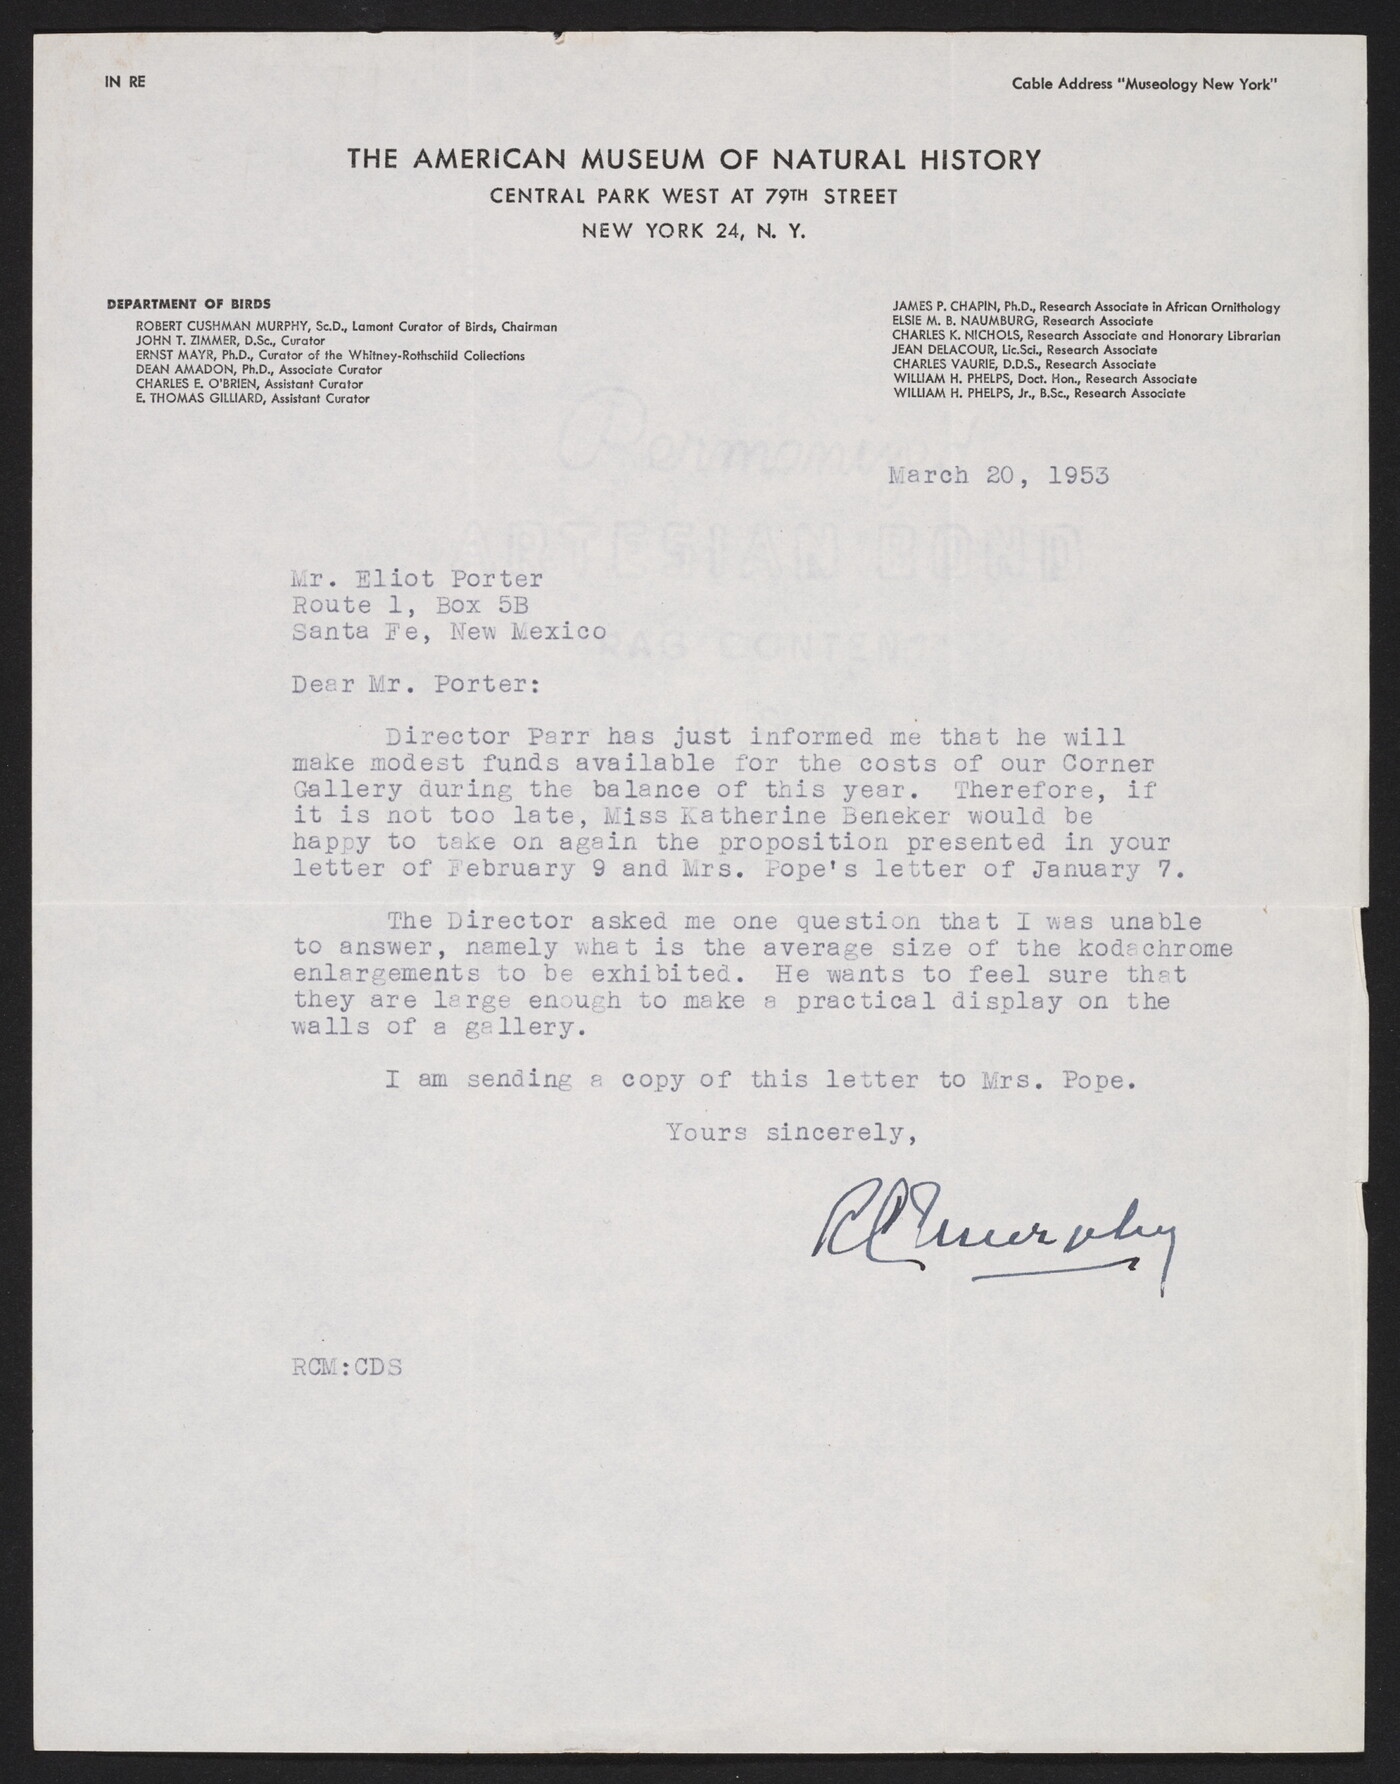 IN RE
Cable Address "Museology New York"
THE AMERICAN MUSEUM OF NATURAL HISTORY
CENTRAL PARK WEST AT 79TH STREET
NEW YORK 24, N. Y.
DEPARTMENT OF BIRDS
ROBERT CUSHMAN MURPHY, Sc.D., Lamont Curator of Birds, Chairman
JOHN T. ZIMMER, D.Sc., Curator
ERNST MAYR, Ph.D., Curator of the Whitney-Rothschild Collections
DEAN AMADON, Ph.D., Associate Curator
CHARLES E. O'BRIEN, Assistant Curator
E. THOMAS GILLIARD, Assistant Curator
JAMES P. CHAPIN, Ph.D., Research Associate in African Ornithology
ELSIE M. B. NAUMBURG, Research Associate
CHARLES K. NICHOLS, Research Associate and Honorary Librarian
JEAN DELACOUR, Lic.Sci., Research Associate
CHARLES VAURIE, D.D.S., Research Associate
WILLIAM H. PHELPS, Doct. Hon., Research Associate
WILLIAM H. PHELPS, Jr., B.Sc., Research Associate
March 20, 1953
ARTESIAN BOND
RAG CONTENT
Mr. Eliot Porter
Route 1, Box 5B
Santa Fe, New Mexico
Dear Mr. Porter:
Director Parr has just informed me that he will
make modest funds available for the costs of our Corner
Gallery during the balance of this year. Therefore, if
it is not too late, Miss Katherine Beneker would be
happy to take on again the proposition presented in your
letter of February 9 and Mrs. Pope's letter of January 7.
The Director asked me one question that I was unable
to answer, namely what is the average size of the kodachrome
enlargements to be exhibited. He wants to feel sure that
they are large enough to make a practical display on the
walls of a gallery.
I am sending a copy of this letter to Mrs. Pope.
Yours sincerely,
RCMurphy
RCM:CDS